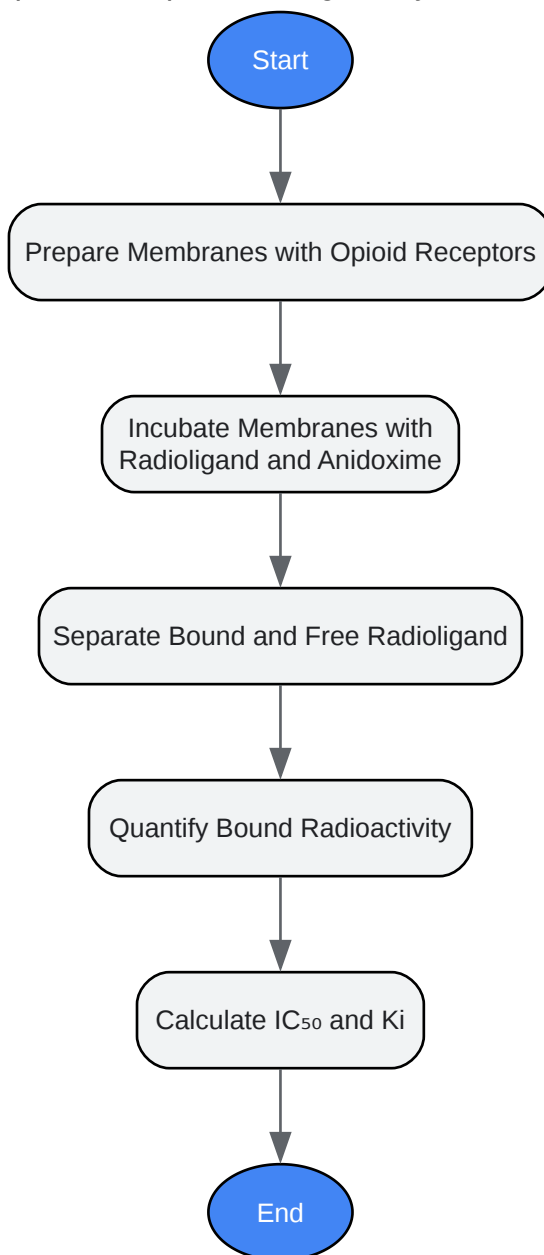 Start
Prepare Membranes with Opioid Receptors
Incubate Membranes with
Radioligand and Anidoxime
Separate Bound and Free Radioligand
Quantify Bound Radioactivity
Calculate IC₅₀ and Ki
End